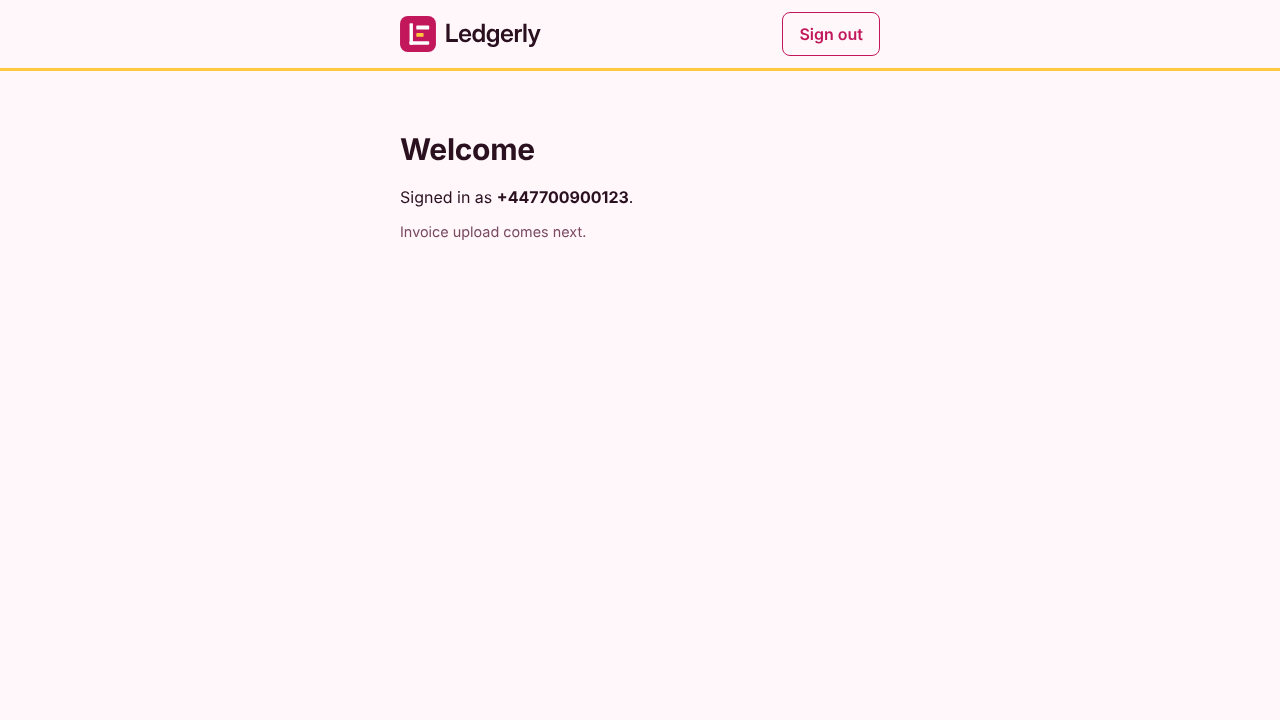 Ledgerly
Sign out
Welcome
Signed in as +447700900123.
Invoice upload comes next.